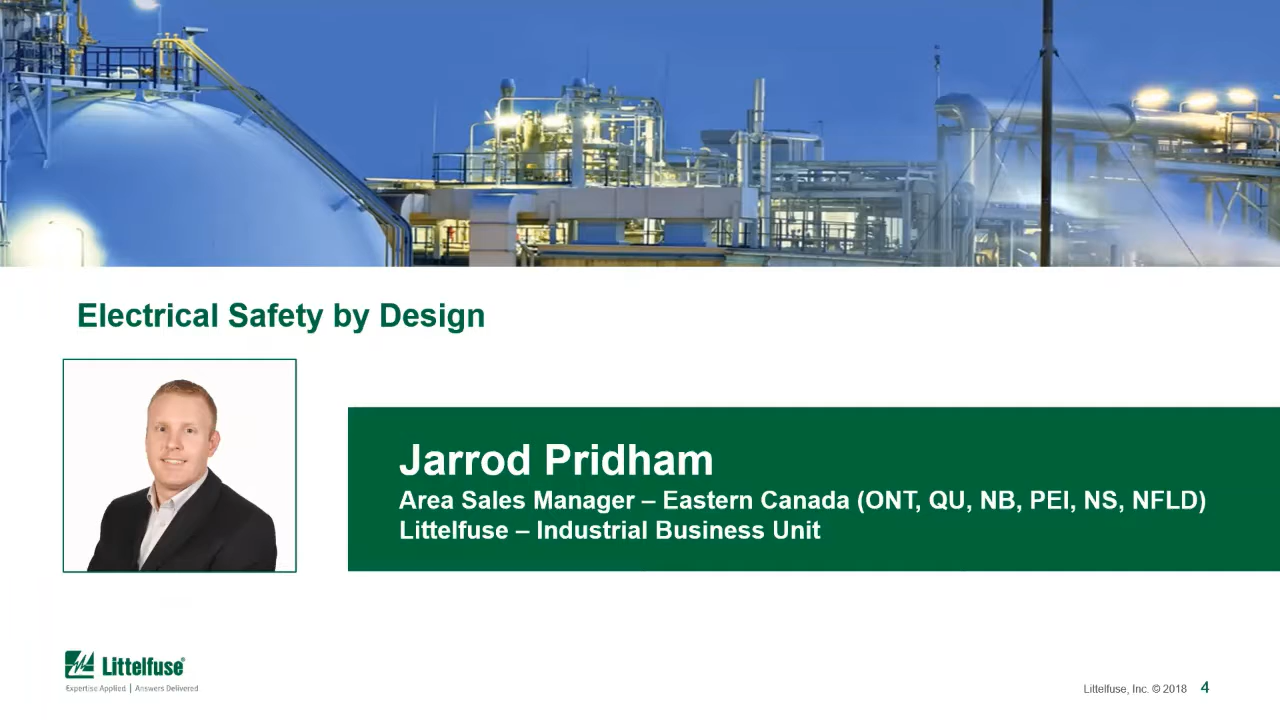 Electrical Safety by Design
Jarrod Pridham
Area Sales Manager – Eastern Canada (ONT, QU, NB, PEI, NS, NFLD)
Littelfuse – Industrial Business Unit
Littelfuse®
Expertise Applied | Answers Delivered
Littelfuse, Inc. © 2018 4